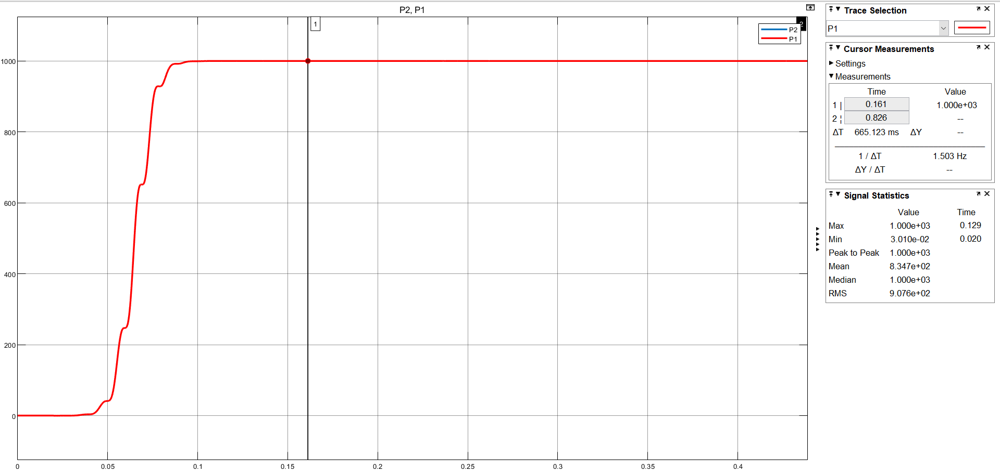 P2, P1
1
2
P2
P1
1000
800
600
400
200
0
0 0.05 0.1 0.15 0.2 0.25 0.3 0.35 0.4
Trace Selection
P1
Cursor Measurements
Settings
Measurements
Time Value
1 | 0.161 1.000e+03
2 ¦ 0.826 --
ΔT 665.123 ms ΔY --
1 / ΔT 1.503 Hz
ΔY / ΔT --
Signal Statistics
Value Time
Max 1.000e+03 0.129
Min 3.010e-02 0.020
Peak to Peak 1.000e+03
Mean 8.347e+02
Median 1.000e+03
RMS 9.076e+02